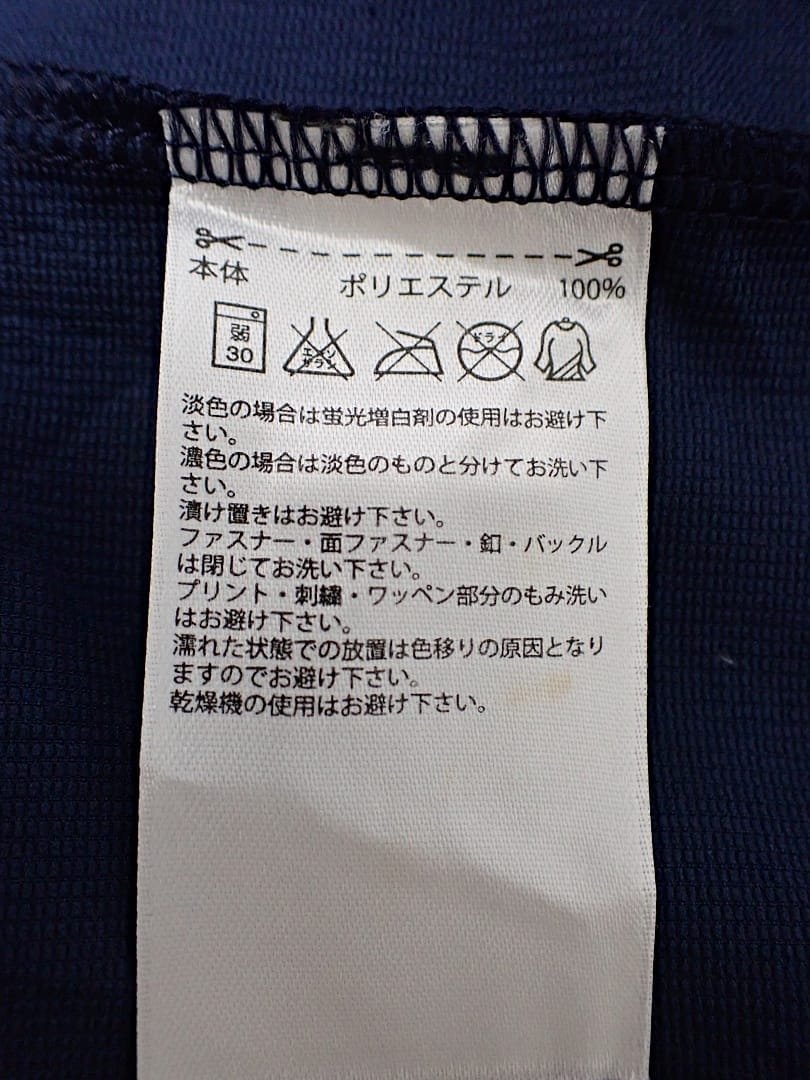 本体 ポリエステル 100%
弱 30 エンソサラシ ドライ
淡色の場合は蛍光増白剤の使用はお避け下
さい。
濃色の場合は淡色のものと分けてお洗い下
さい。
漬け置きはお避け下さい。
ファスナー・面ファスナー・釦・バックル
は閉じてお洗い下さい。
プリント・刺繍・ワッペン部分のもみ洗い
はお避け下さい。
濡れた状態での放置は色移りの原因となり
ますのでお避け下さい。
乾燥機の使用はお避け下さい。